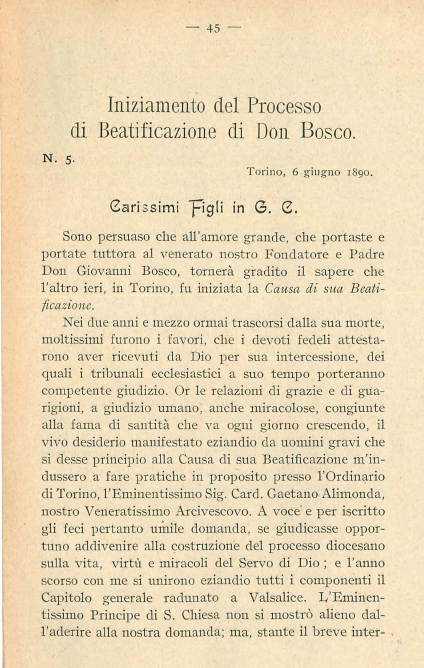 — 45 —
Iniziamento del Processo
di Beatificazione di Don Bosco.
N. 5.
Torino, 6 giugno 1890.
Carissimi Figli in G. C.
Sono persuaso che all'amore grande, che portaste e
portate tuttora al venerato nostro Fondatore e Padre
Don Giovanni Bosco, tornerà gradito il sapere che
l'altro ieri, in Torino, fu iniziata la Causa di sua Beati-
ficazione.
Nei due anni e mezzo ormai trascorsi dalla sua morte,
moltissimi furono i favori, che i devoti fedeli attesta-
rono aver ricevuti da Dio per sua intercessione, dei
quali i tribunali ecclesiastici a suo tempo porteranno
competente giudizio. Or le relazioni di grazie e di gua-
rigioni, a giudizio umano, anche miracolose, congiunte
alla fama di santità che va ogni giorno crescendo, il
vivo desiderio manifestato eziandio da uomini gravi che
si desse principio alla Causa di sua Beatificazione m'in-
dussero a fare pratiche in proposito presso l'Ordinario
di Torino, l'Eminentissimo Sig. Card. Gaetano Alimonda,
nostro Veneratissimo Arcivescovo. A voce e per iscritto
gli feci pertanto umile domanda, se giudicasse oppor-
tuno addivenire alla costruzione del processo diocesano
sulla vita, virtù e miracoli del Servo di Dio; e l'anno
scorso con me si unirono eziandio tutti i componenti il
Capitolo generale radunato a Valsalice. L'Eminen-
tissimo Principe di S. Chiesa non si mostrò alieno dal-
l'aderire alla nostra domanda; ma, stante il breve inter-